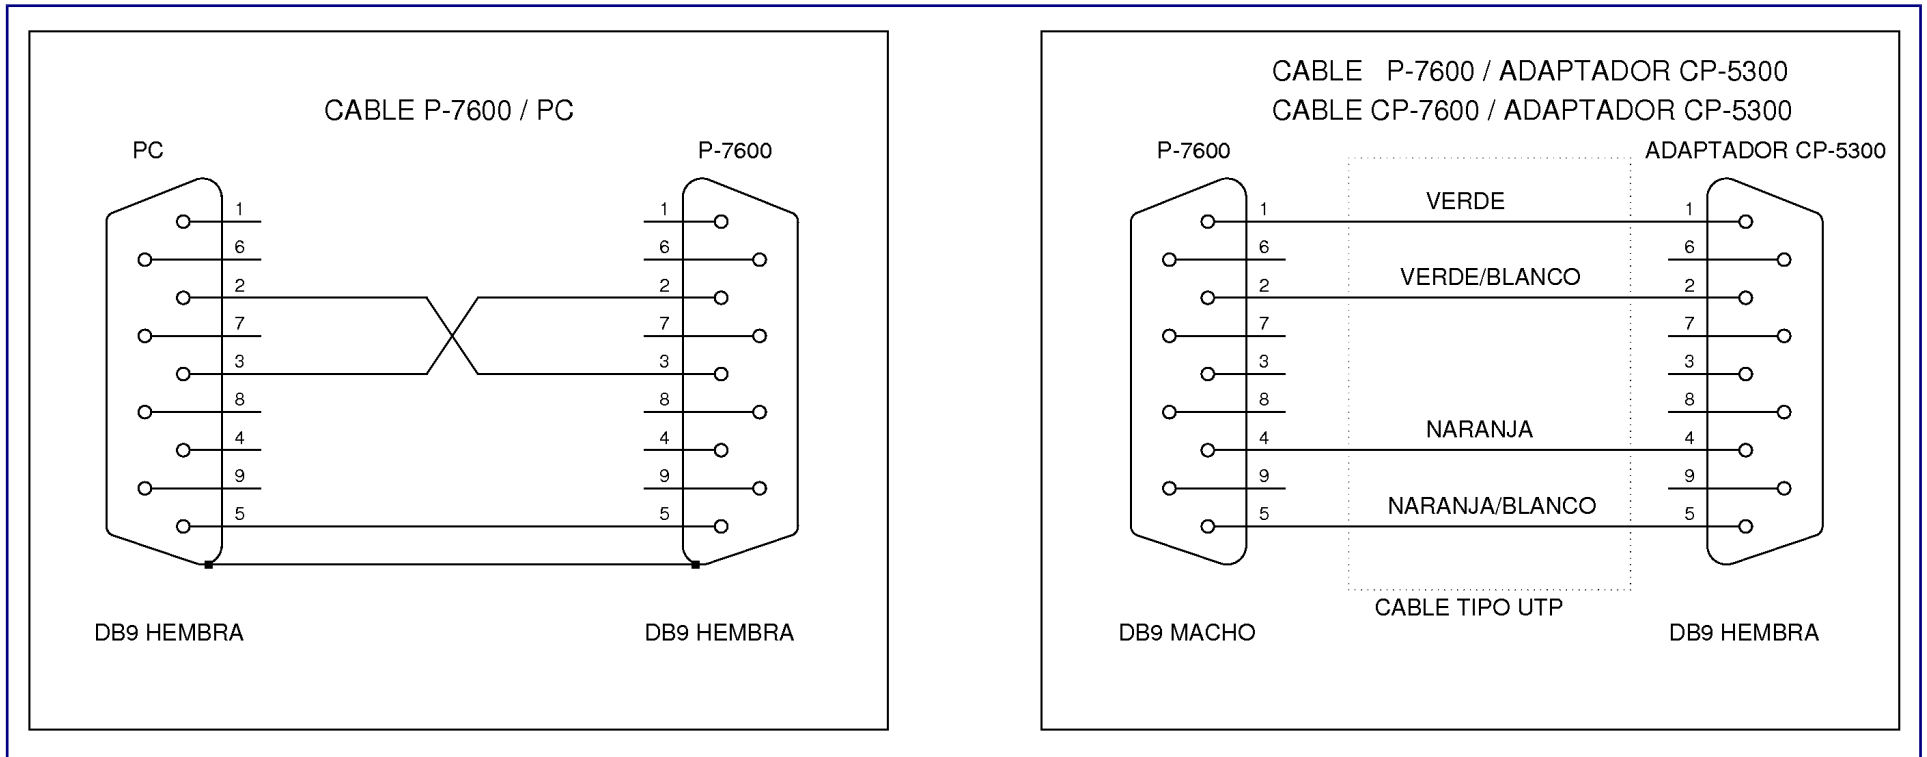 CABLE P-7600 / PC
PC
P-7600
1
6
2
7
3
8
4
9
5
1
6
2
7
3
8
4
9
5
DB9 HEMBRA
DB9 HEMBRA
CABLE P-7600 / ADAPTADOR CP-5300
CABLE CP-7600 / ADAPTADOR CP-5300
P-7600
ADAPTADOR CP-5300
1
6
2
7
3
8
4
9
5
VERDE
VERDE/BLANCO
NARANJA
NARANJA/BLANCO
1
6
2
7
3
8
4
9
5
CABLE TIPO UTP
DB9 MACHO
DB9 HEMBRA